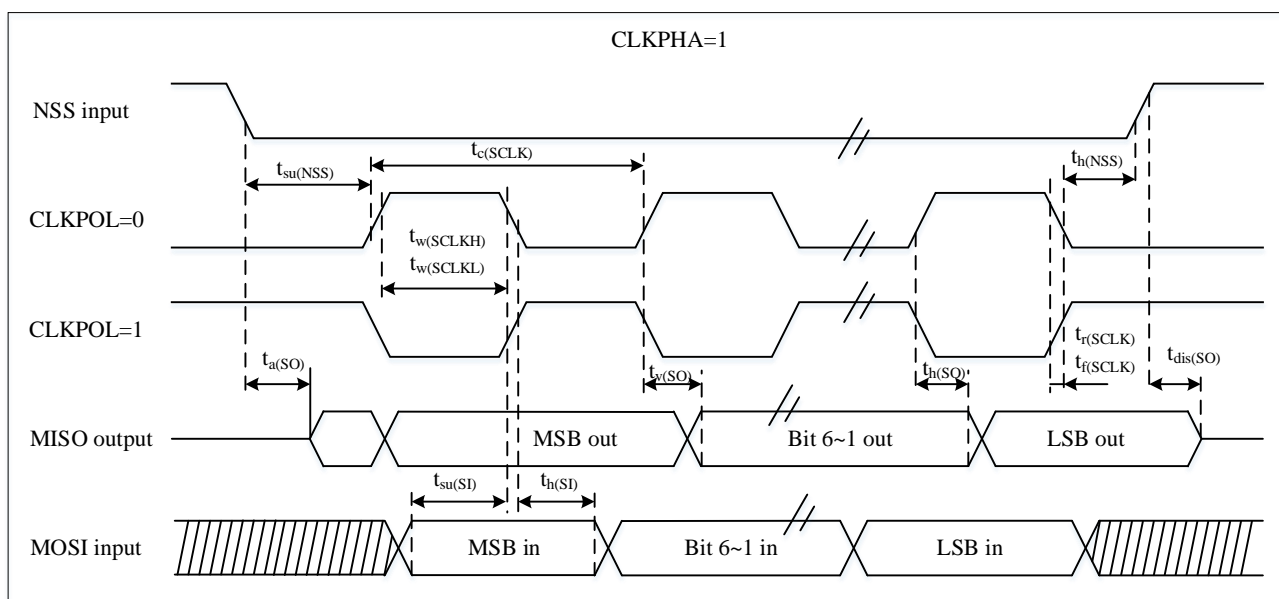 CLKPHA=1
NSS input
tc(SCLK)
tsu(NSS)
th(NSS)
CLKPOL=0
tw(SCLKH)
tw(SCLKL)
CLKPOL=1
ta(SO)
tv(SO)
th(SO)
tr(SCLK)
tf(SCLK)
tdis(SO)
MISO output
MSB out
Bit 6~1 out
LSB out
tsu(SI)
th(SI)
MOSI input
MSB in
Bit 6~1 in
LSB in